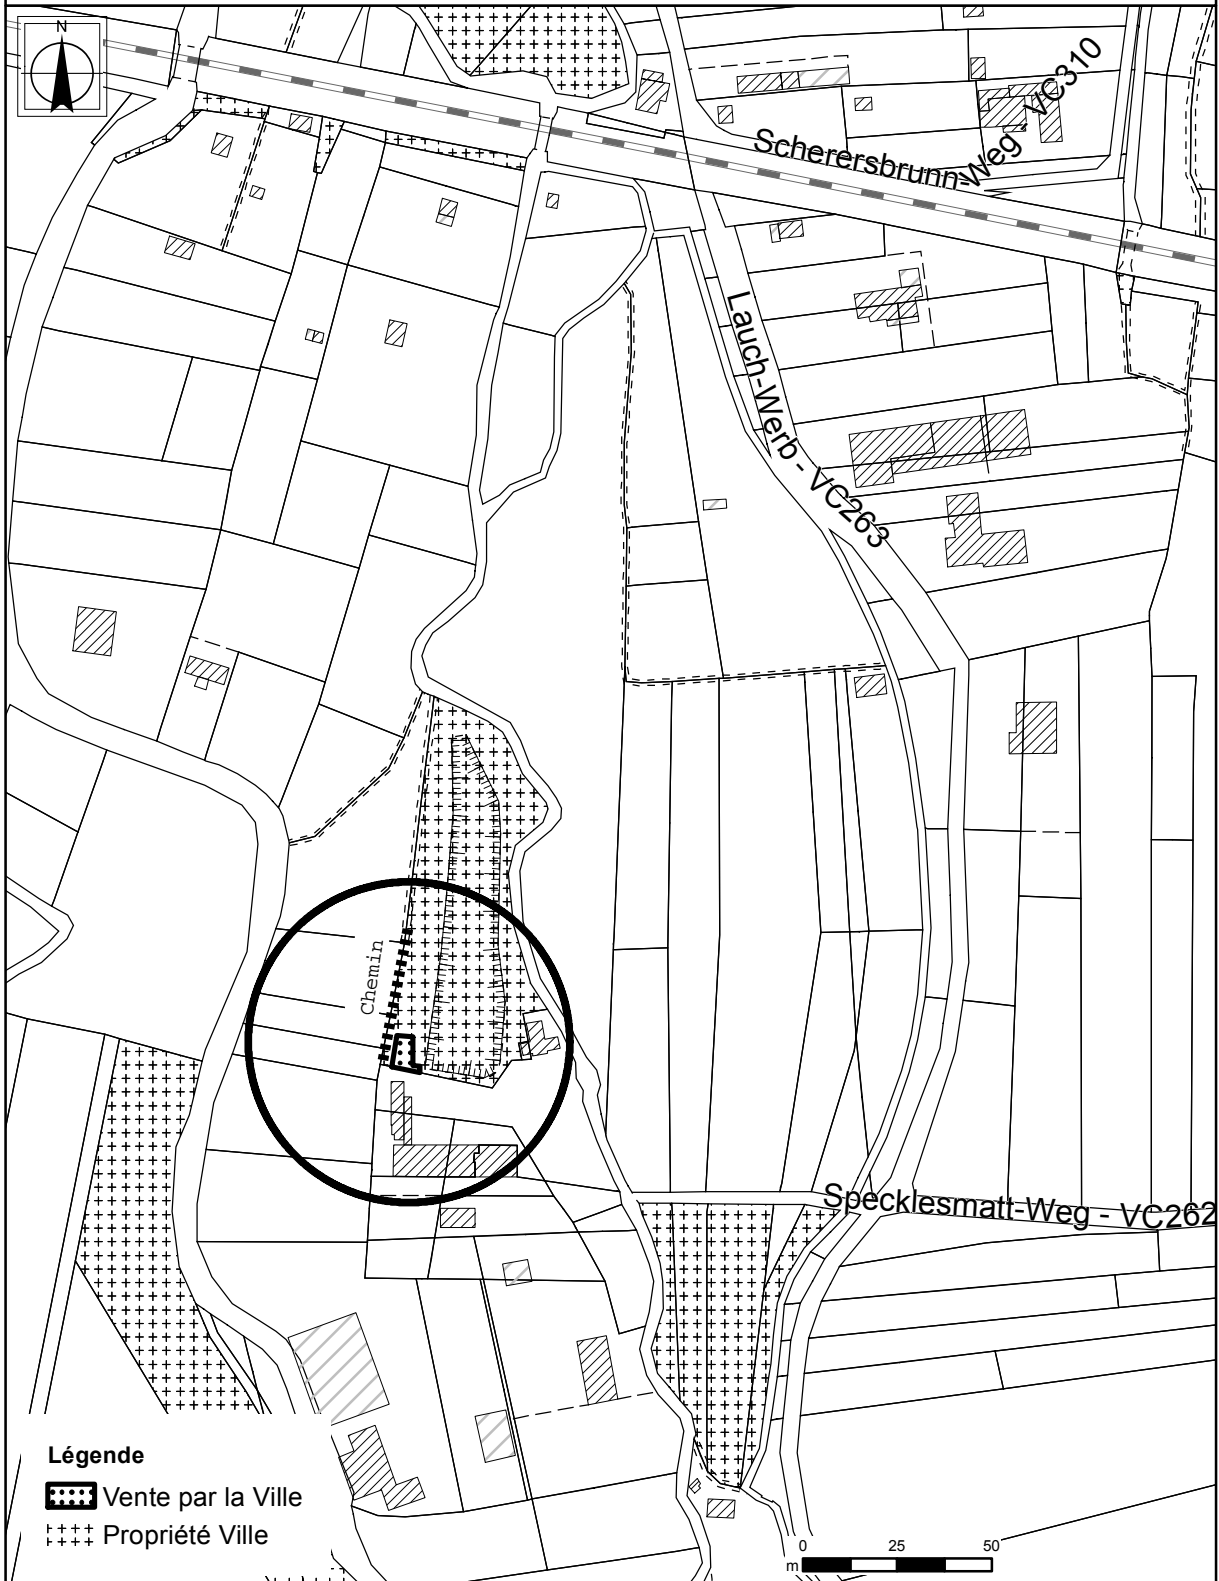 N
Scherersbrunn-Weg - VC310
Lauch-Werb - VC263
Chemin
Specklesmatt-Weg - VC262
Légende
Vente par la Ville
Propriété Ville
0 25 50
m